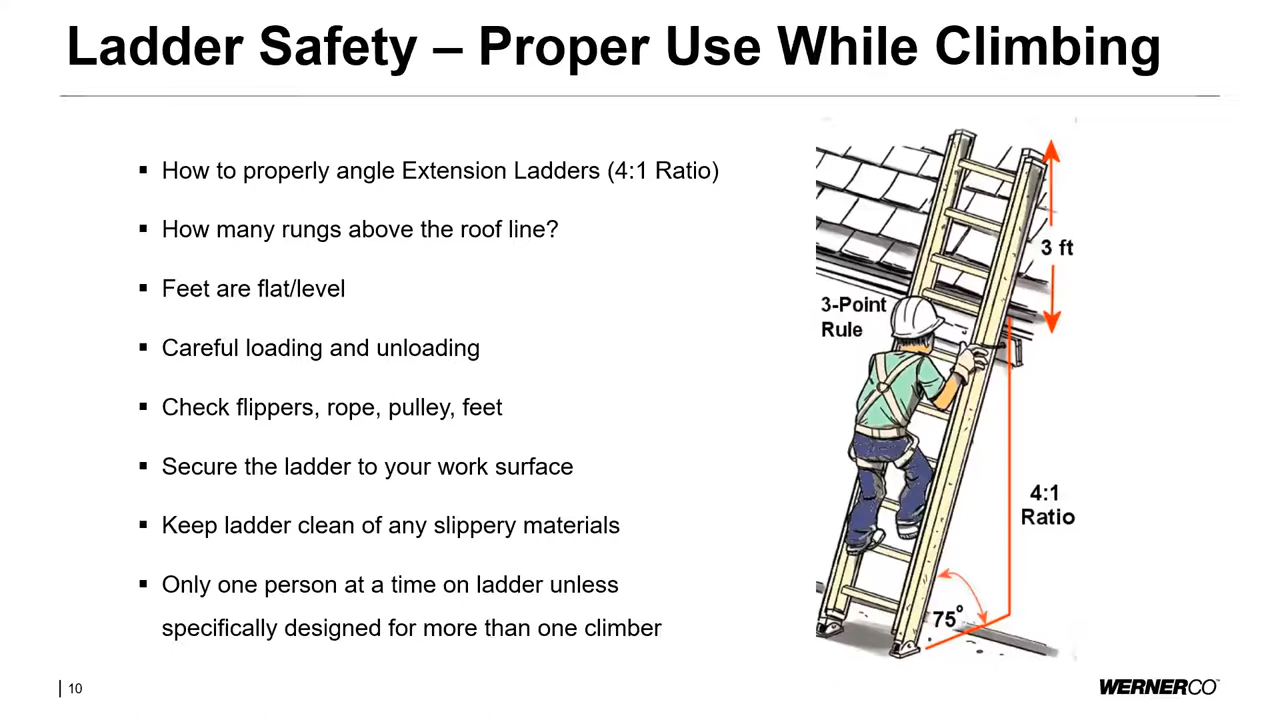 Ladder Safety – Proper Use While Climbing
▪ How to properly angle Extension Ladders (4:1 Ratio)
▪ How many rungs above the roof line?
▪ Feet are flat/level
▪ Careful loading and unloading
▪ Check flippers, rope, pulley, feet
▪ Secure the ladder to your work surface
▪ Keep ladder clean of any slippery materials
▪ Only one person at a time on ladder unless
specifically designed for more than one climber
3 ft
3-Point
Rule
4:1
Ratio
75°
10
WERNERCO